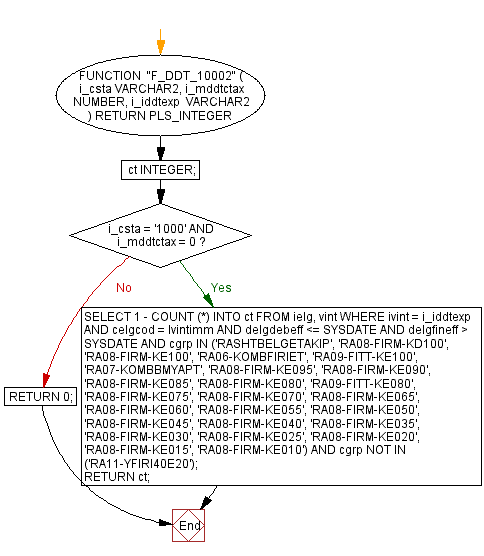 FUNCTION "F_DDT_10002" (
i_csta VARCHAR2, i_mddtctax
NUMBER, i_iddtexp VARCHAR2
) RETURN PLS_INTEGER
ct INTEGER;
i_csta = '1000' AND
i_mddtctax = 0 ?
No
Yes
SELECT 1 - COUNT (*) INTO ct FROM ielg, vint WHERE ivint = i_iddtexp
AND celgcod = lvintimm AND delgdebeff <= SYSDATE AND delgfineff >
SYSDATE AND cgrp IN ('RASHTBELGETAKIP', 'RA08-FIRM-KD100',
'RA08-FIRM-KE100', 'RA06-KOMBFIRIET', 'RA09-FITT-KE100',
'RA07-KOMBBMYAPT', 'RA08-FIRM-KE095', 'RA08-FIRM-KE090',
'RA08-FIRM-KE085', 'RA08-FIRM-KE080', 'RA09-FITT-KE080',
'RA08-FIRM-KE075', 'RA08-FIRM-KE070', 'RA08-FIRM-KE065',
'RA08-FIRM-KE060', 'RA08-FIRM-KE055', 'RA08-FIRM-KE050',
'RA08-FIRM-KE045', 'RA08-FIRM-KE040', 'RA08-FIRM-KE035',
'RA08-FIRM-KE030', 'RA08-FIRM-KE025', 'RA08-FIRM-KE020',
'RA08-FIRM-KE015', 'RA08-FIRM-KE010') AND cgrp NOT IN
('RA11-YFIRI40E20');
RETURN ct;
RETURN 0;
End